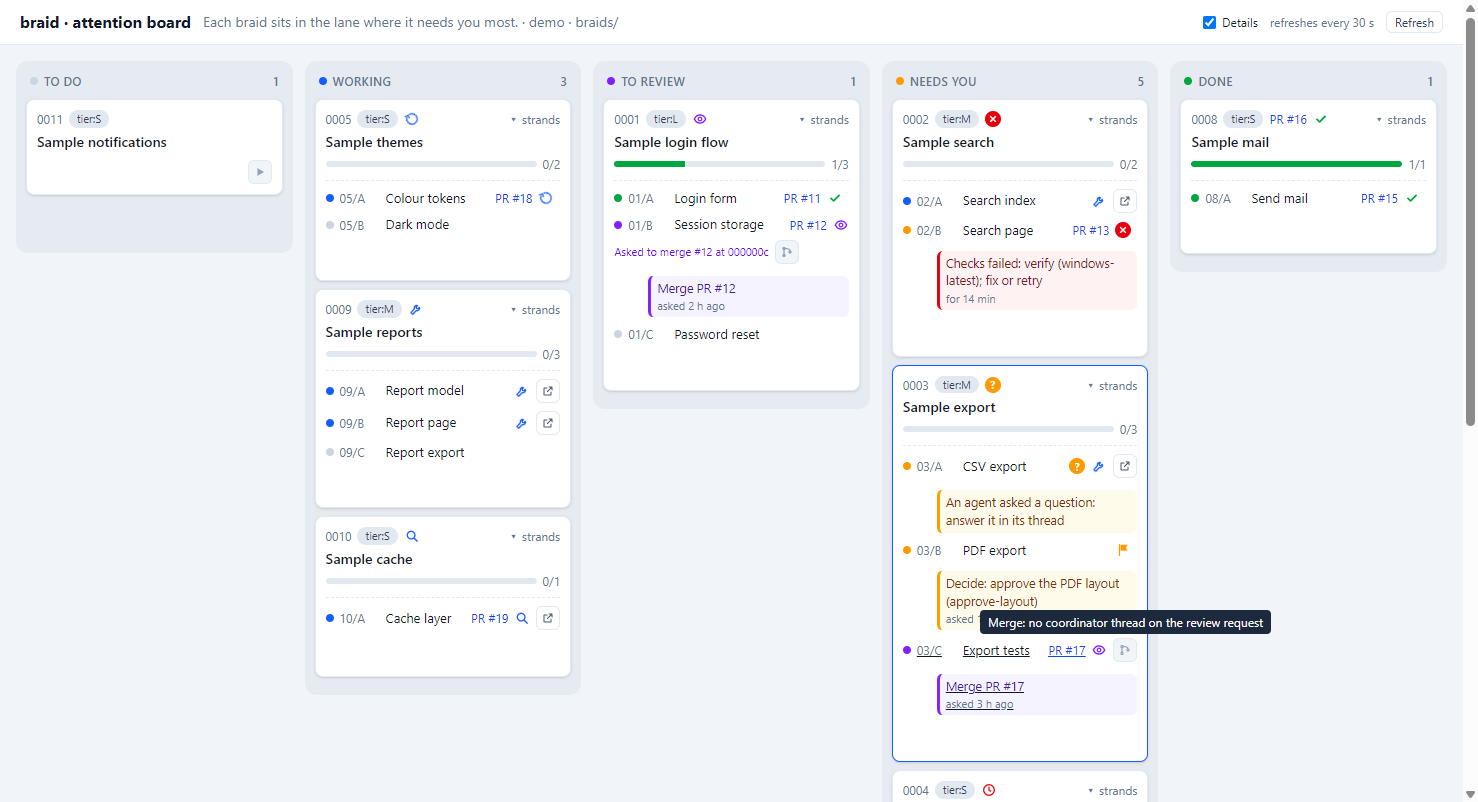 braid · attention board
Each braid sits in the lane where it needs you most. · demo · braids/
Details
refreshes every 30 s
Refresh
TO DO 1
0011 tier:S
Sample notifications
WORKING 3
0005 tier:S strands
Sample themes
0/2
05/A Colour tokens PR #18
05/B Dark mode
0009 tier:M strands
Sample reports
0/3
09/A Report model
09/B Report page
09/C Report export
0010 tier:S strands
Sample cache
0/1
10/A Cache layer PR #19
TO REVIEW 1
0001 tier:L strands
Sample login flow
1/3
01/A Login form PR #11
01/B Session storage PR #12
Asked to merge #12 at 000000c
Merge PR #12
asked 2 h ago
01/C Password reset
NEEDS YOU 5
0002 tier:M strands
Sample search
0/2
02/A Search index
02/B Search page PR #13
Checks failed: verify (windows-
latest); fix or retry
for 14 min
0003 tier:M strands
Sample export
0/3
03/A CSV export
An agent asked a question:
answer it in its thread
03/B PDF export
Decide: approve the PDF layout
(approve-layout)
asked
Merge: no coordinator thread on the review request
03/C Export tests PR #17
Merge PR #17
asked 3 h ago
0004 tier:S strands
DONE 1
0008 tier:S PR #16 strands
Sample mail
1/1
08/A Send mail PR #15